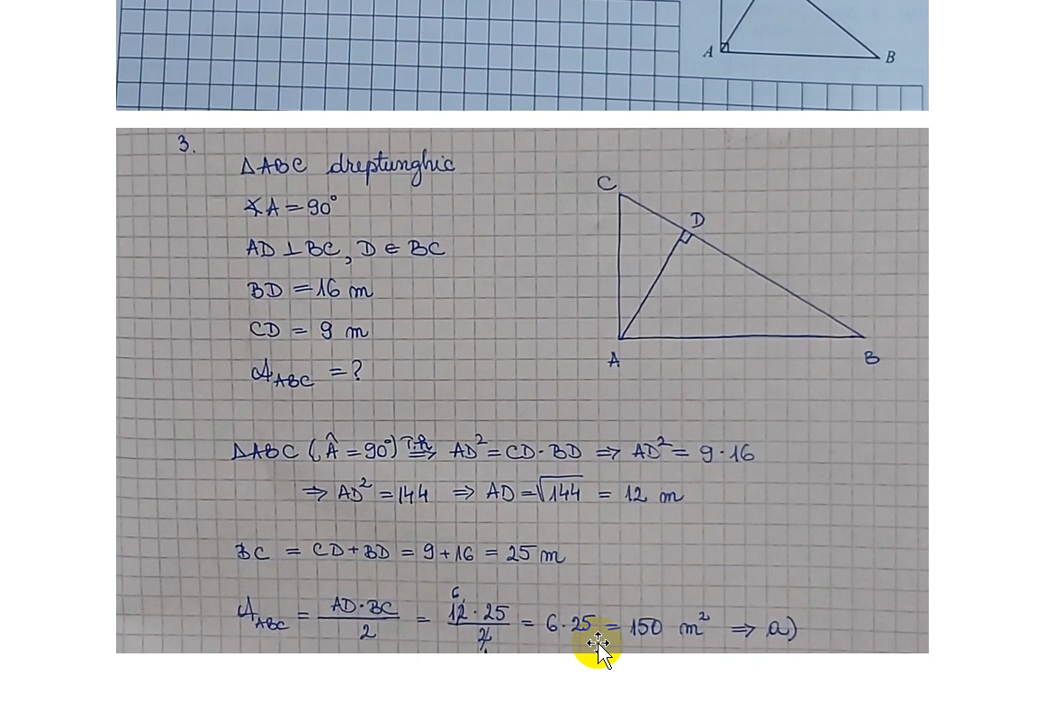 A
B
3.
ΔABC dreptunghic
∢A = 90°
AD ⊥ BC, D ∈ BC
BD = 16 m
CD = 9 m
𝒜ABC = ?
C
D
A
B
ΔABC (Â = 90°) T.h⟹ AD² = CD · BD ⇒ AD² = 9 · 16
⇒ AD² = 144 ⇒ AD = √144 = 12 m
BC = CD + BD = 9 + 16 = 25 m
𝒜ABC = AD · BC / 2 = 6 12 · 25 / 2 = 6 · 25 = 150 m² ⇒ a)